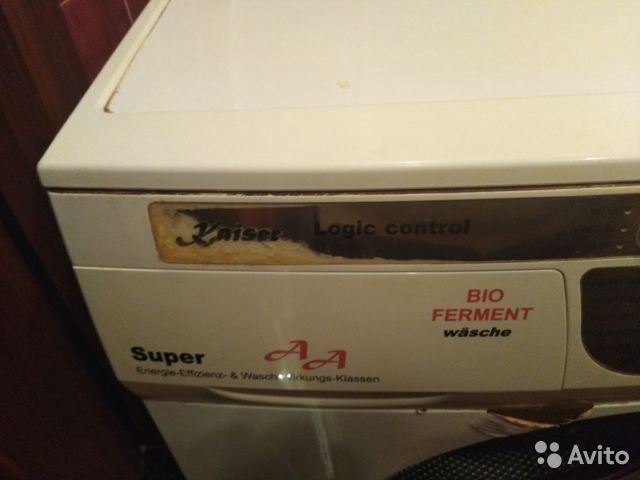 Kaiser Logic control
BIO
FERMENT
wäsche
Super AA
Energie-Effizienz- & Waschwirkungs-Klassen
Avito